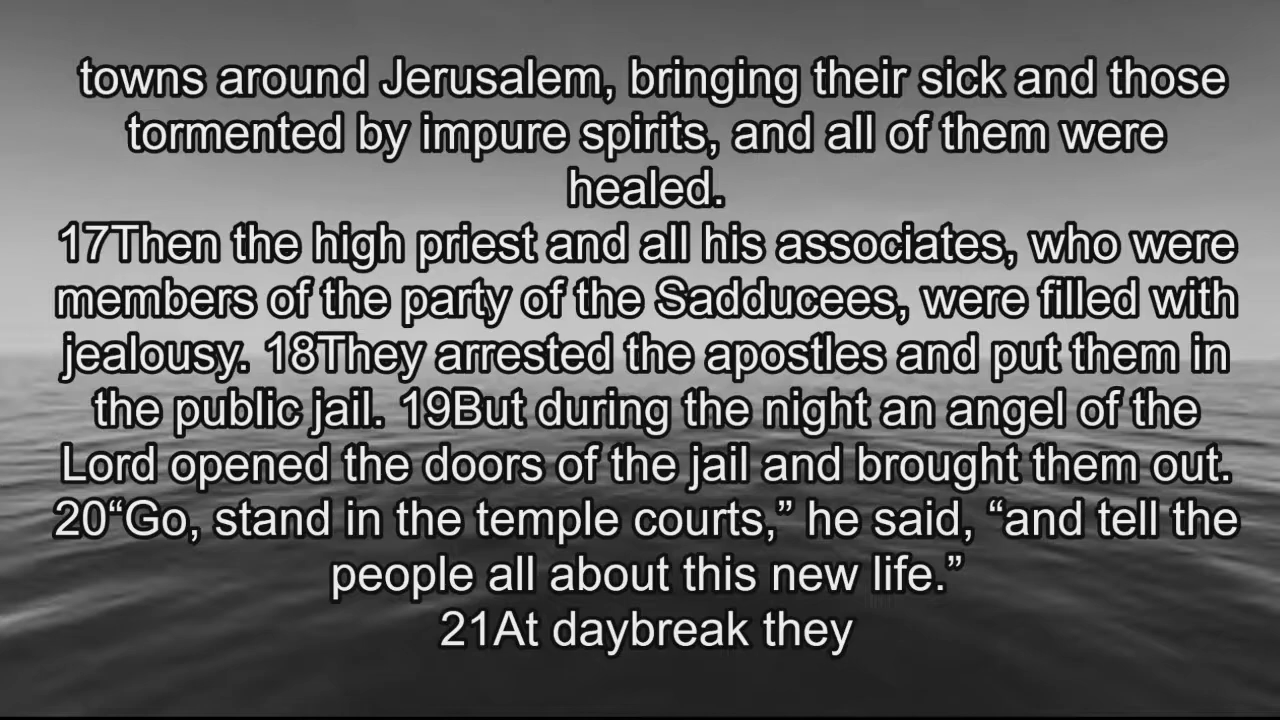 towns around Jerusalem, bringing their sick and those
tormented by impure spirits, and all of them were
healed.
17Then the high priest and all his associates, who were
members of the party of the Sadducees, were filled with
jealousy. 18They arrested the apostles and put them in
the public jail. 19But during the night an angel of the
Lord opened the doors of the jail and brought them out.
20“Go, stand in the temple courts,” he said, “and tell the
people all about this new life.”
21At daybreak they